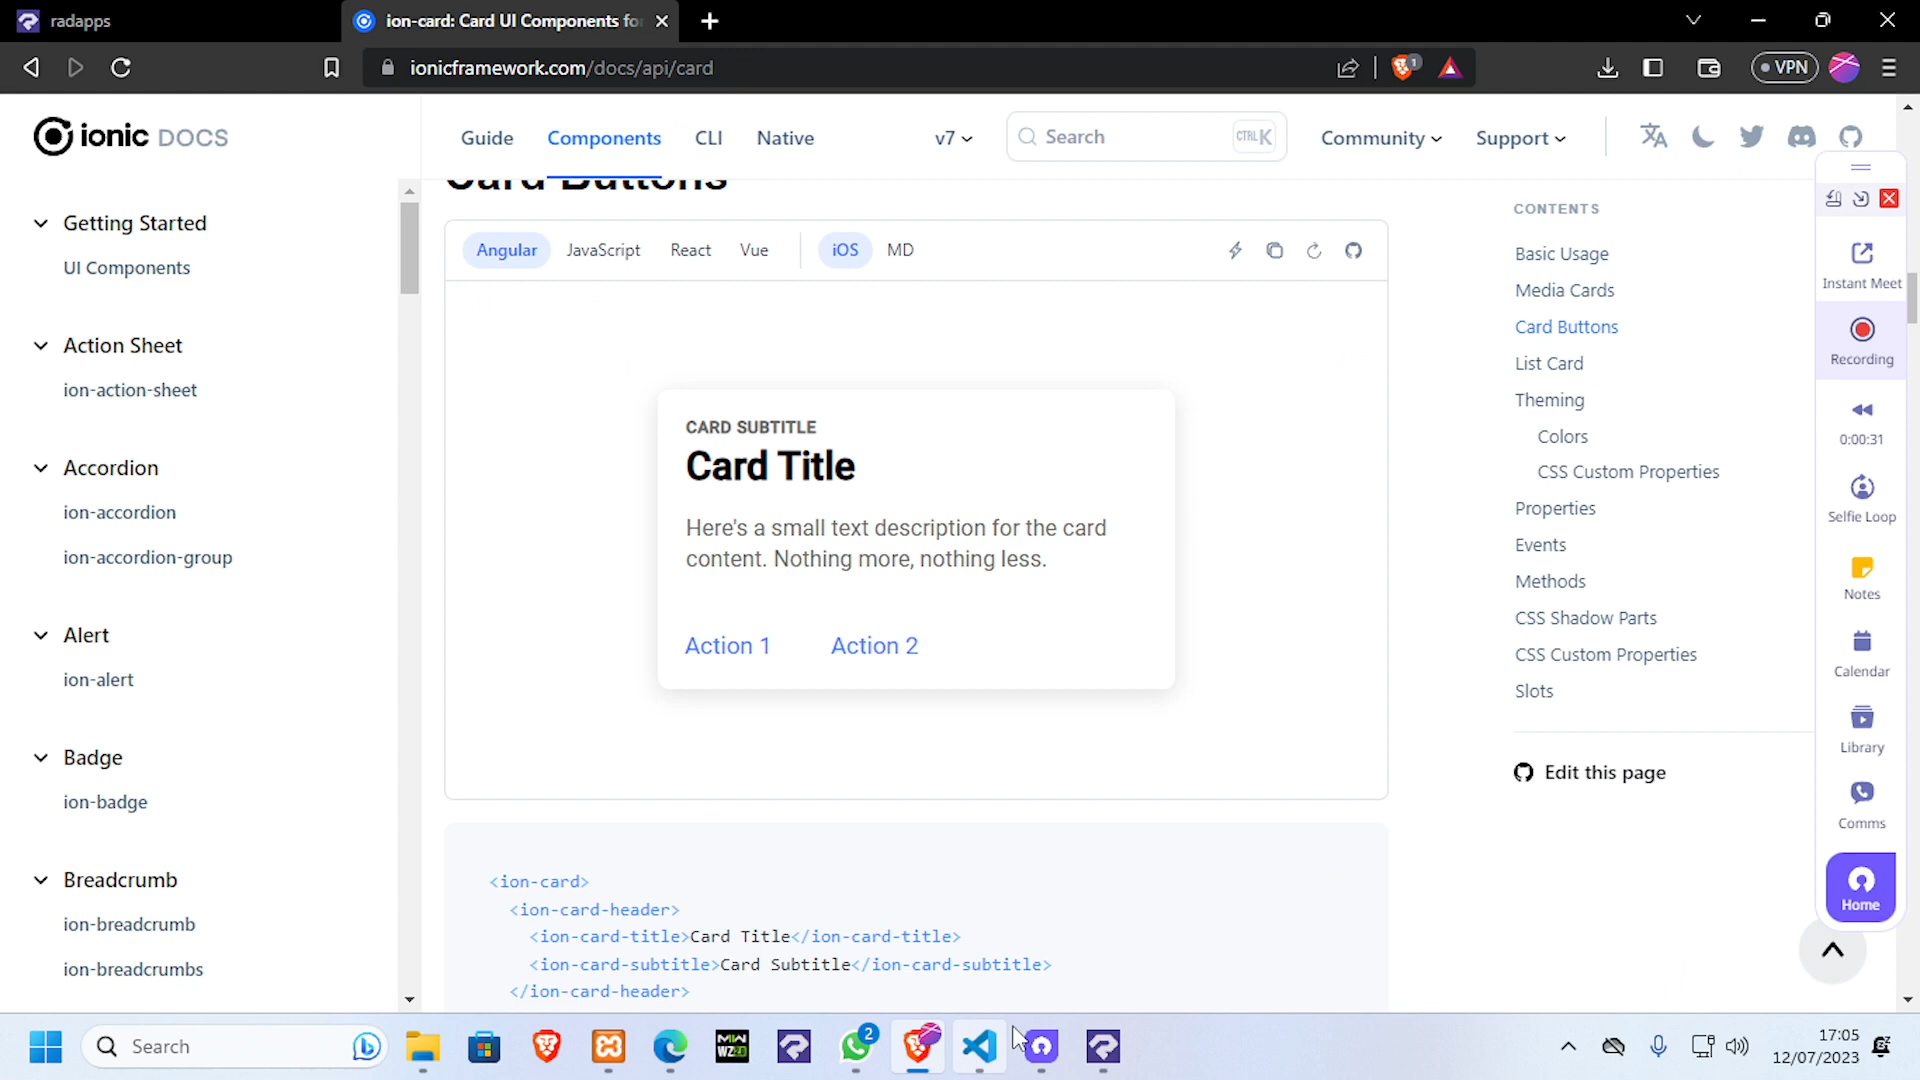 radapps
ion-card: Card UI Components fo
ionicframework.com/docs/api/card
1
VPN
ionic DOCS
Guide
Components
CLI
Native
v7
Search
CTRL K
Community
Support
Getting Started
UI Components
Action Sheet
ion-action-sheet
Accordion
ion-accordion
ion-accordion-group
Alert
ion-alert
Badge
ion-badge
Breadcrumb
ion-breadcrumb
ion-breadcrumbs
Card Buttons
Angular
JavaScript
React
Vue
iOS
MD
CARD SUBTITLE
Card Title
Here's a small text description for the card
content. Nothing more, nothing less.
Action 1
Action 2
<ion-card>
<ion-card-header>
<ion-card-title>Card Title</ion-card-title>
<ion-card-subtitle>Card Subtitle</ion-card-subtitle>
</ion-card-header>
CONTENTS
Basic Usage
Media Cards
Card Buttons
List Card
Theming
Colors
CSS Custom Properties
Properties
Events
Methods
CSS Shadow Parts
CSS Custom Properties
Slots
Edit this page
Instant Meet
Recording
0:00:31
Selfie Loop
Notes
Calendar
Library
Comms
Home
Search
MW
WZ2.0
2
17:05
12/07/2023